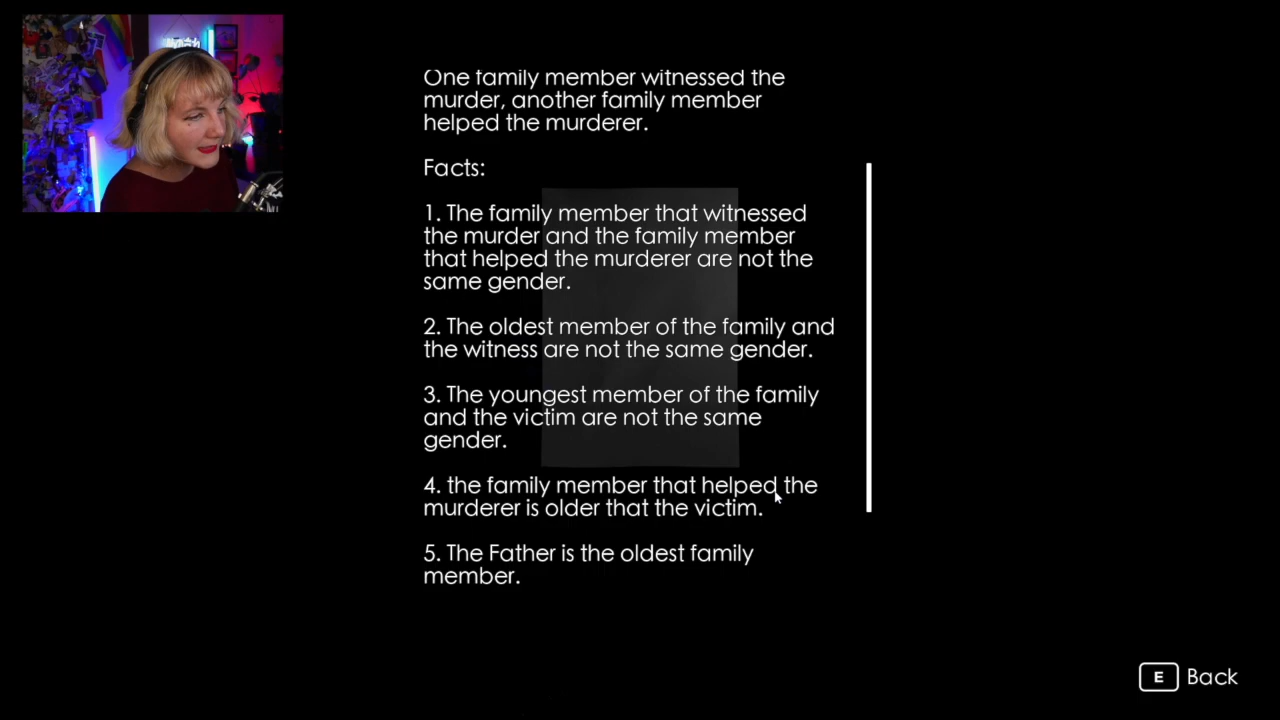 One family member witnessed the
murder, another family member
helped the murderer.
Facts:
1. The family member that witnessed
the murder and the family member
that helped the murderer are not the
same gender.
2. The oldest member of the family and
the witness are not the same gender.
3. The youngest member of the family
and the victim are not the same
gender.
4. the family member that helped the
murderer is older that the victim.
5. The Father is the oldest family
member.
E Back